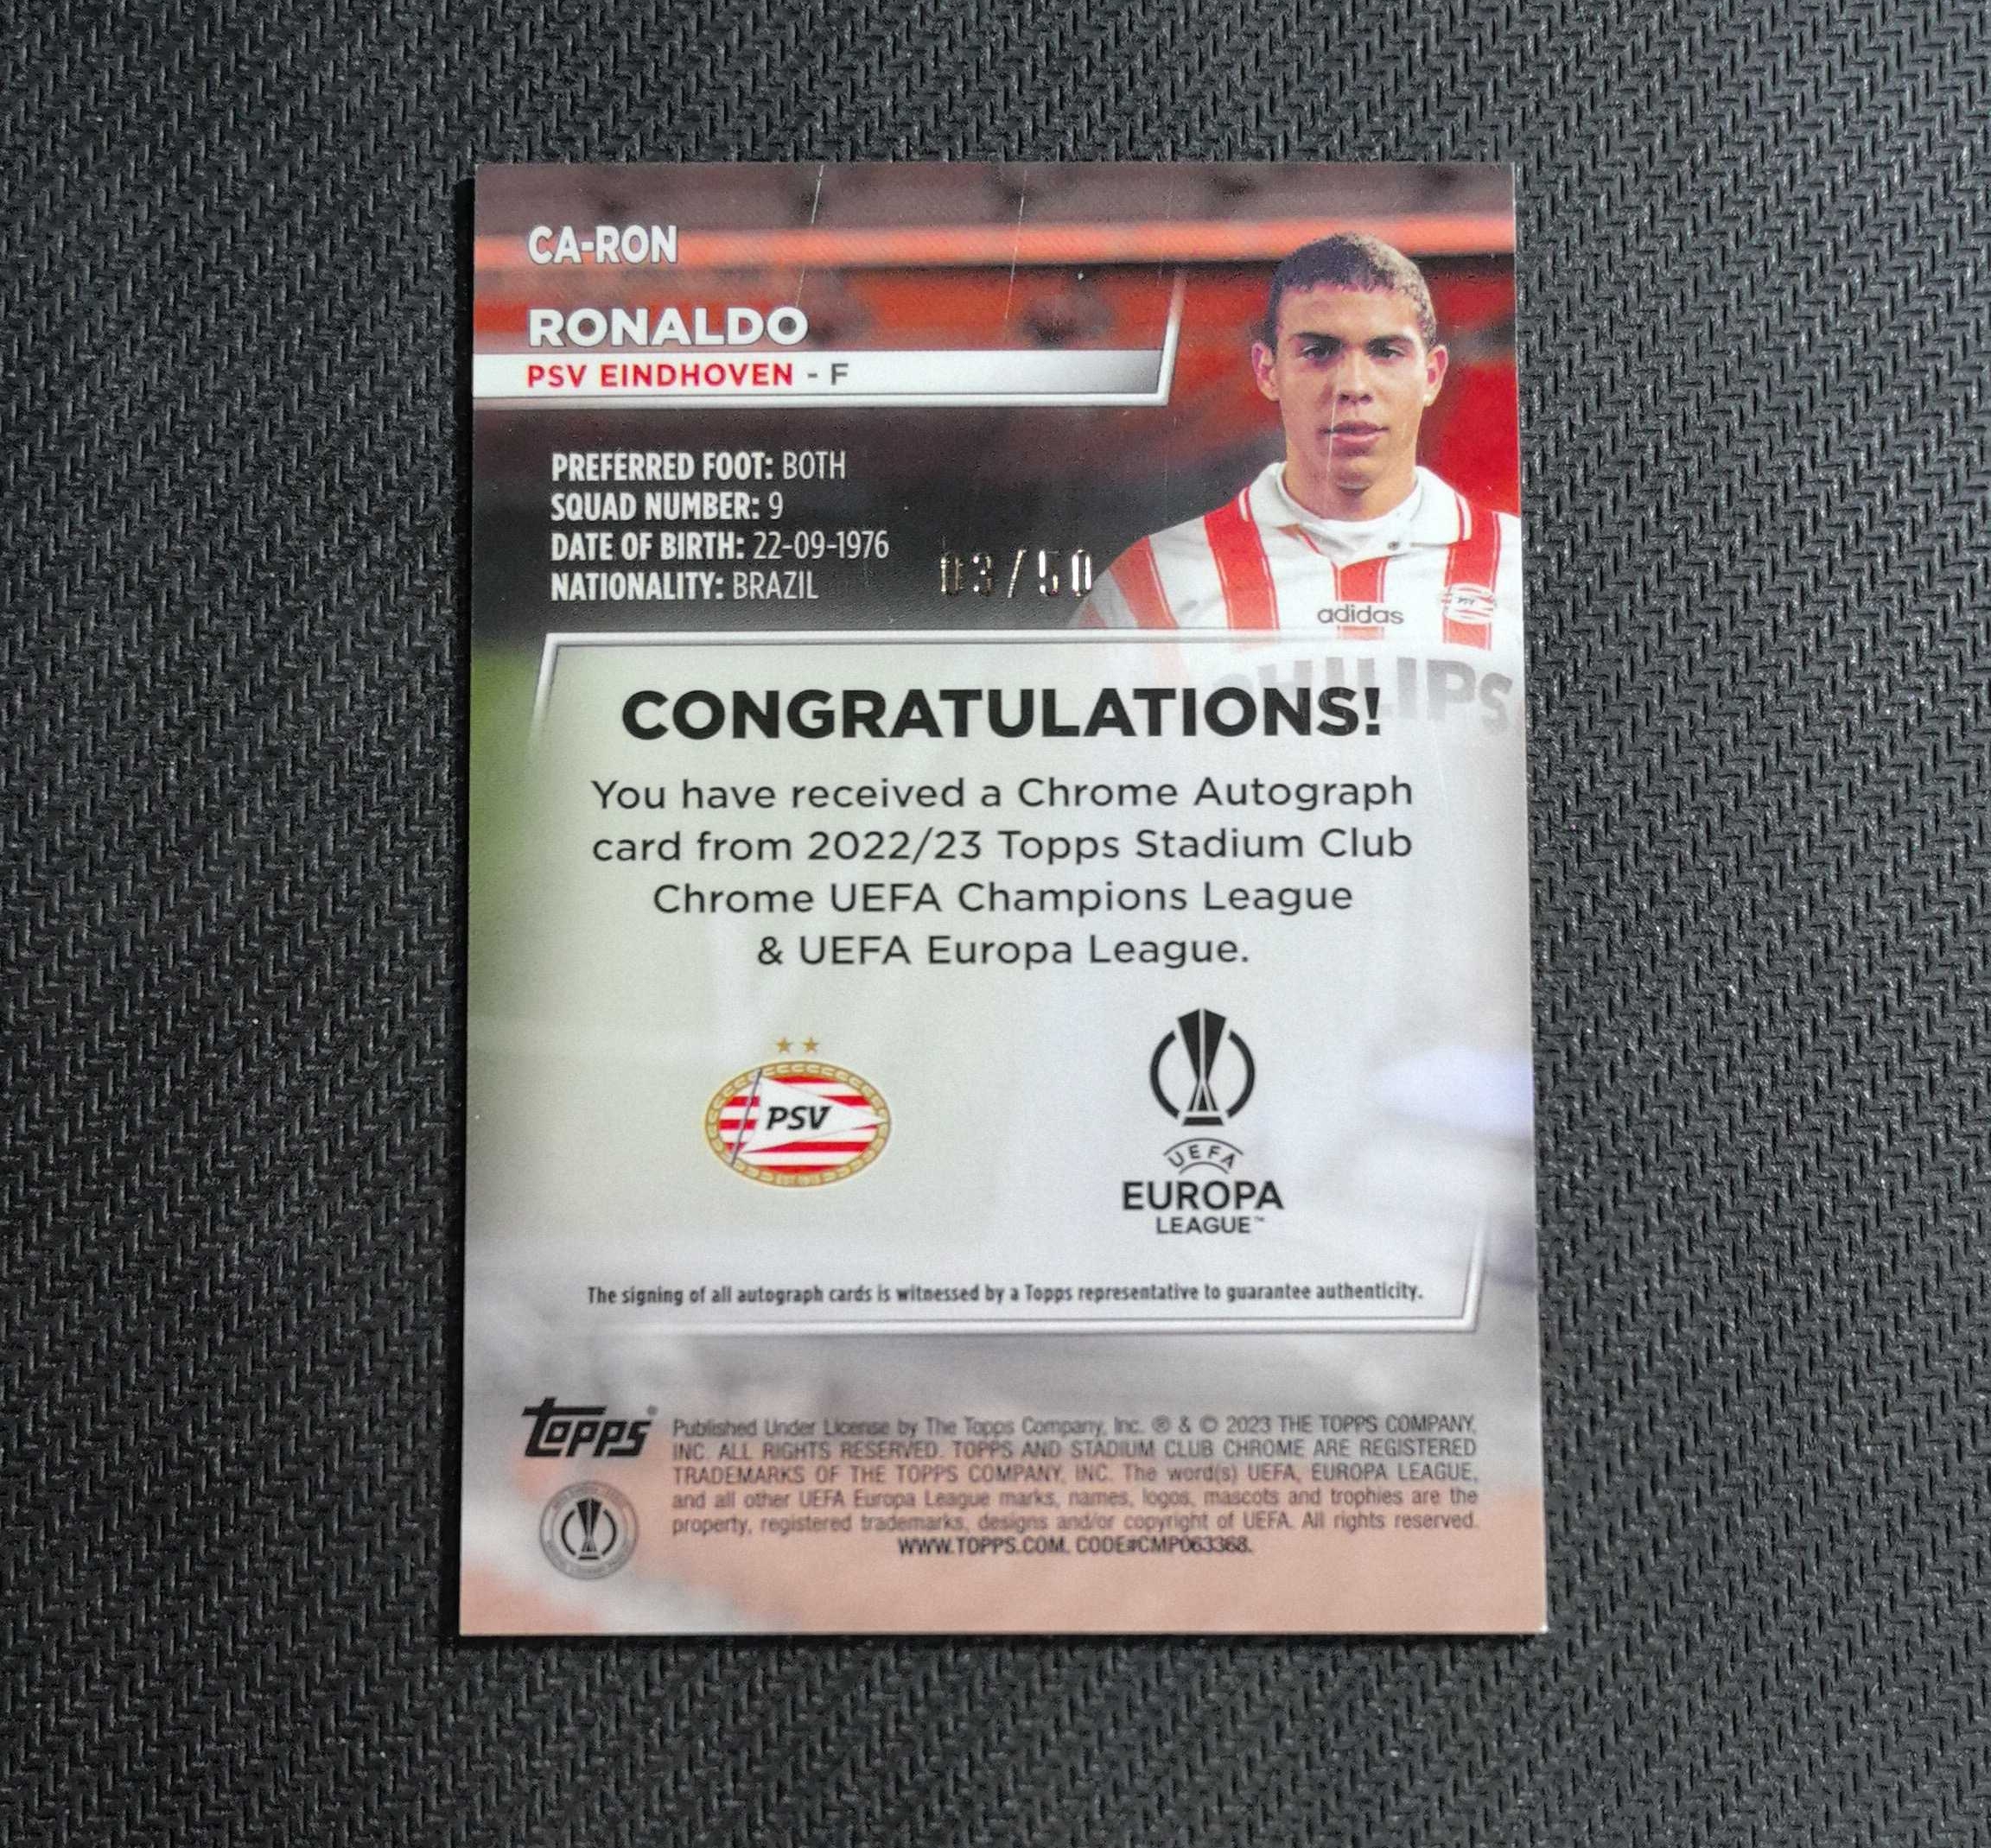 CA-RON
RONALDO
PSV EINDHOVEN - F
PREFERRED FOOT: BOTH
SQUAD NUMBER: 9
DATE OF BIRTH: 22-09-1976
NATIONALITY: BRAZIL
03/50
adidas
PSV
PHILIPS
CONGRATULATIONS!
You have received a Chrome Autograph
card from 2022/23 Topps Stadium Club
Chrome UEFA Champions League
& UEFA Europa League.
PSV
EST 1913
UEFA
EUROPA
LEAGUE™
The signing of all autograph cards is witnessed by a Topps representative to guarantee authenticity.
Topps®
Published Under License by The Topps Company, Inc. ® & © 2023 THE TOPPS COMPANY,
INC. ALL RIGHTS RESERVED. TOPPS AND STADIUM CLUB CHROME ARE REGISTERED
TRADEMARKS OF THE TOPPS COMPANY, INC. The word(s) UEFA, EUROPA LEAGUE,
and all other UEFA Europa League marks, names, logos, mascots and trophies are the
property, registered trademarks, designs and/or copyright of UEFA. All rights reserved.
WWW.TOPPS.COM. CODE#CMP063368.